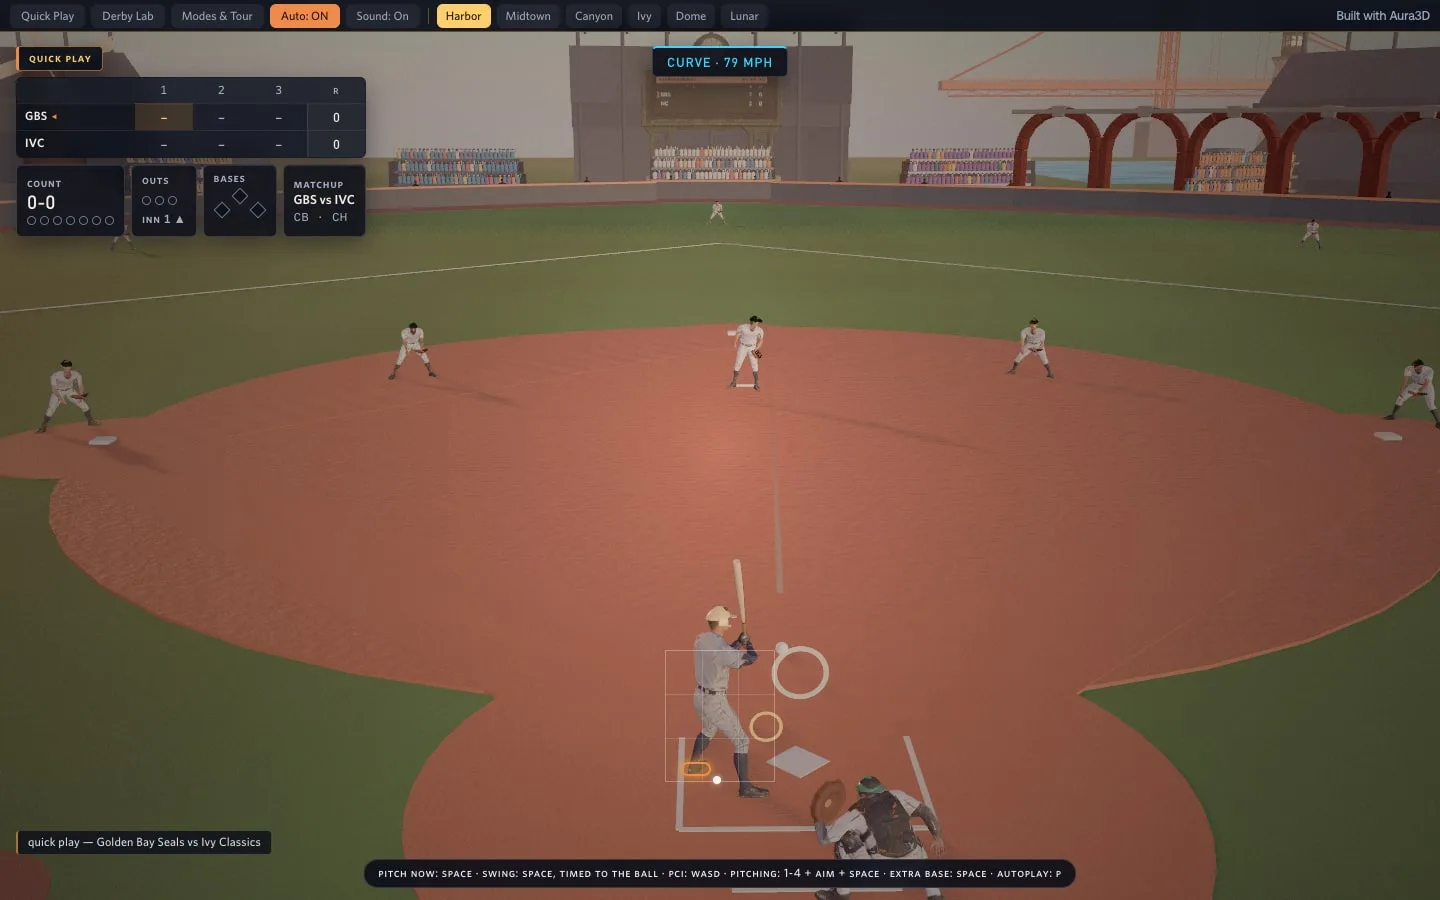 Quick Play Derby Lab Modes & Tour Auto: ON Sound: On Harbor Midtown Canyon Ivy Dome Lunar Built with Aura3D
QUICK PLAY
CURVE · 79 MPH
1 2 3 R
GBS – – – 0
IVC – – – 0
COUNT
0-0
OUTS
INN 1 ▲
BASES
MATCHUP
GBS vs IVC
CB · CH
quick play — Golden Bay Seals vs Ivy Classics
PITCH NOW: SPACE · SWING: SPACE, TIMED TO THE BALL · PCI: WASD · PITCHING: 1-4 + AIM + SPACE · EXTRA BASE: SPACE · AUTOPLAY: P